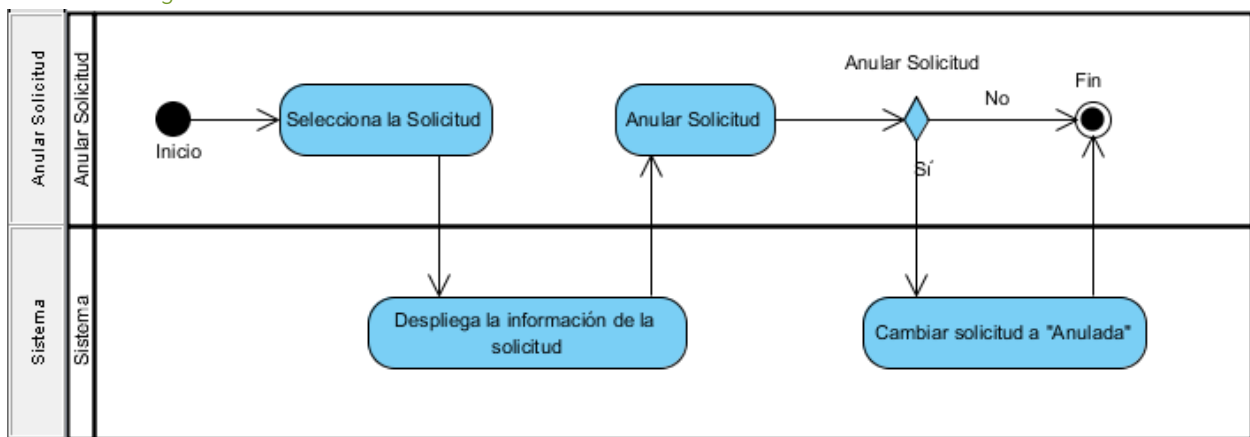 Anular Solicitud
Anular Solicitud
Anular Solicitud
Fin
No
Selecciona la Solicitud
Anular Solicitud
Inicio
Sí
Sistema
Sistema
Despliega la información de la
solicitud
Cambiar solicitud a "Anulada"